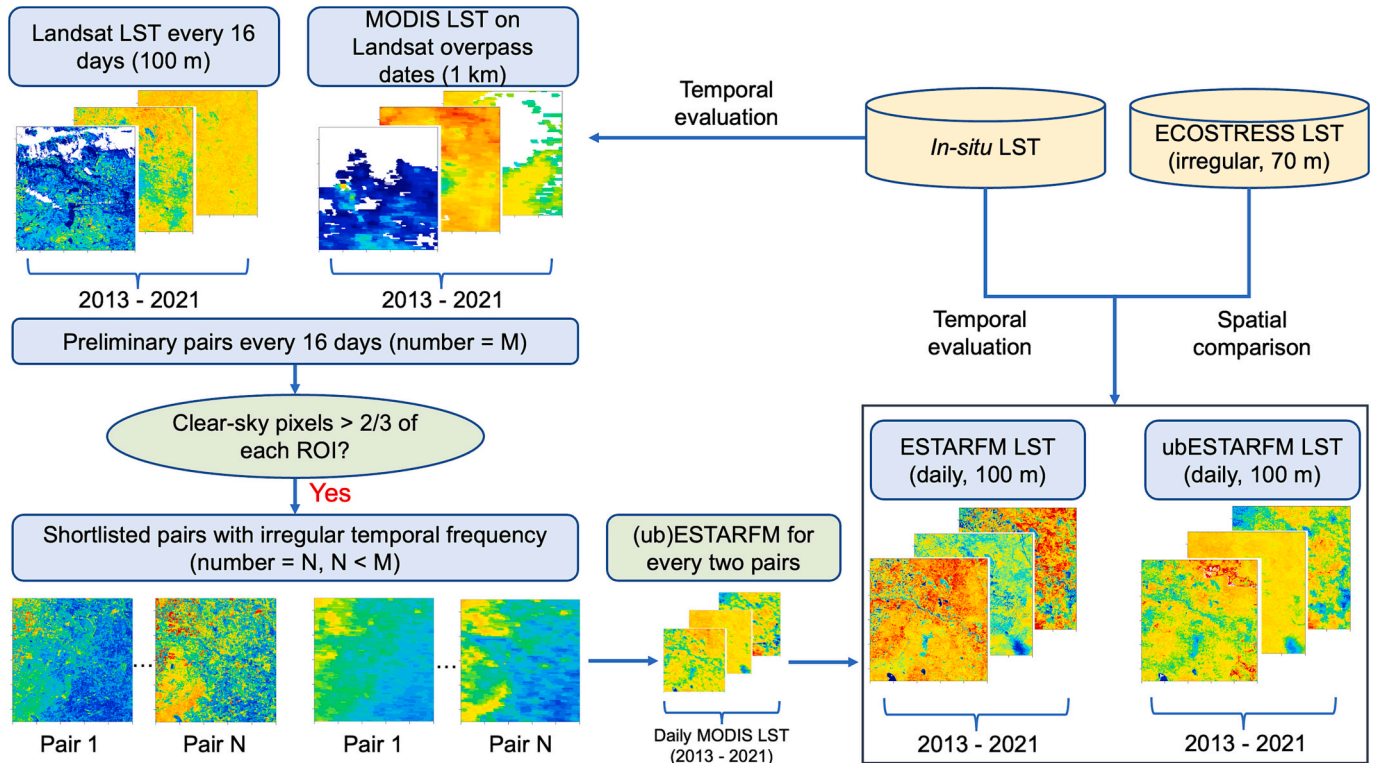 Landsat LST every 16
days (100 m)
MODIS LST on
Landsat overpass
dates (1 km)
2013 - 2021
2013 - 2021
Temporal
evaluation
In-situ LST
ECOSTRESS LST
(irregular, 70 m)
Preliminary pairs every 16 days (number = M)
Clear-sky pixels > 2/3 of
each ROI?
Yes
Shortlisted pairs with irregular temporal frequency
(number = N, N < M)
...
...
Pair 1
Pair N
Pair 1
Pair N
(ub)ESTARFM for
every two pairs
Daily MODIS LST
(2013 - 2021)
Temporal
evaluation
Spatial
comparison
ESTARFM LST
(daily, 100 m)
ubESTARFM LST
(daily, 100 m)
2013 - 2021
2013 - 2021